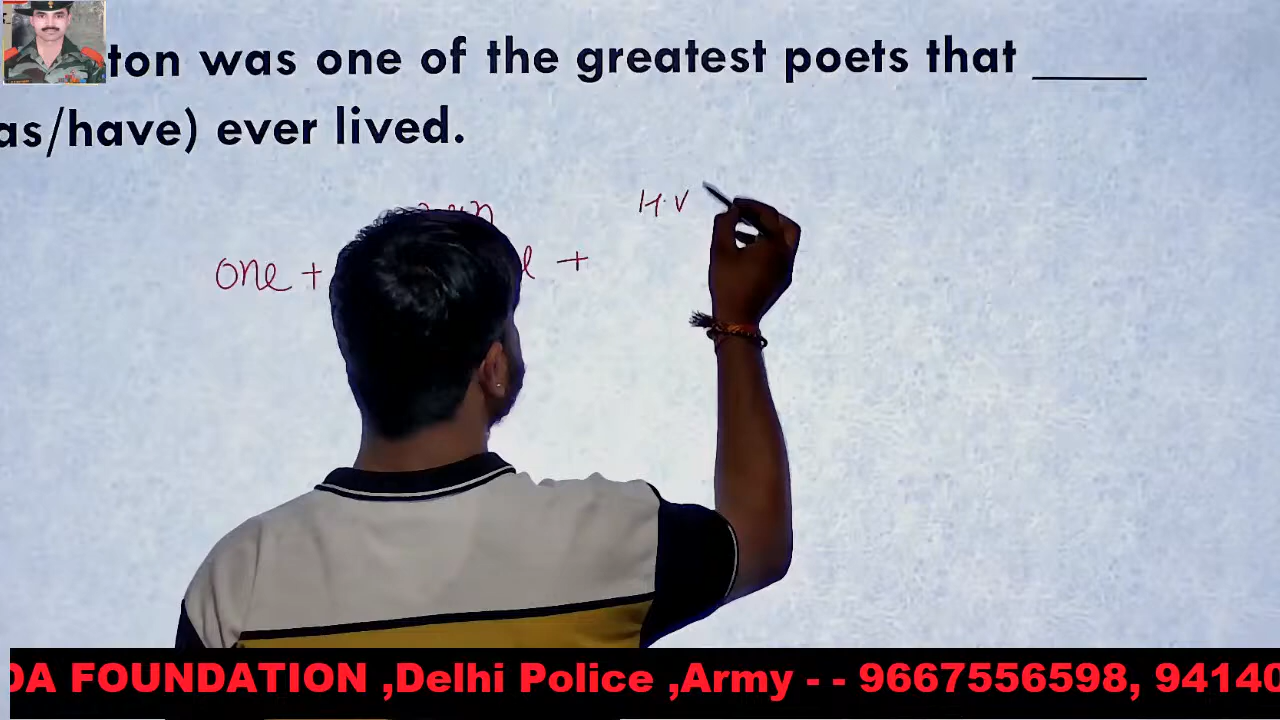 ton was one of the greatest poets that _____
as/have) ever lived.
H.V
one + +
DA FOUNDATION ,Delhi Police ,Army - - 9667556598, 94140